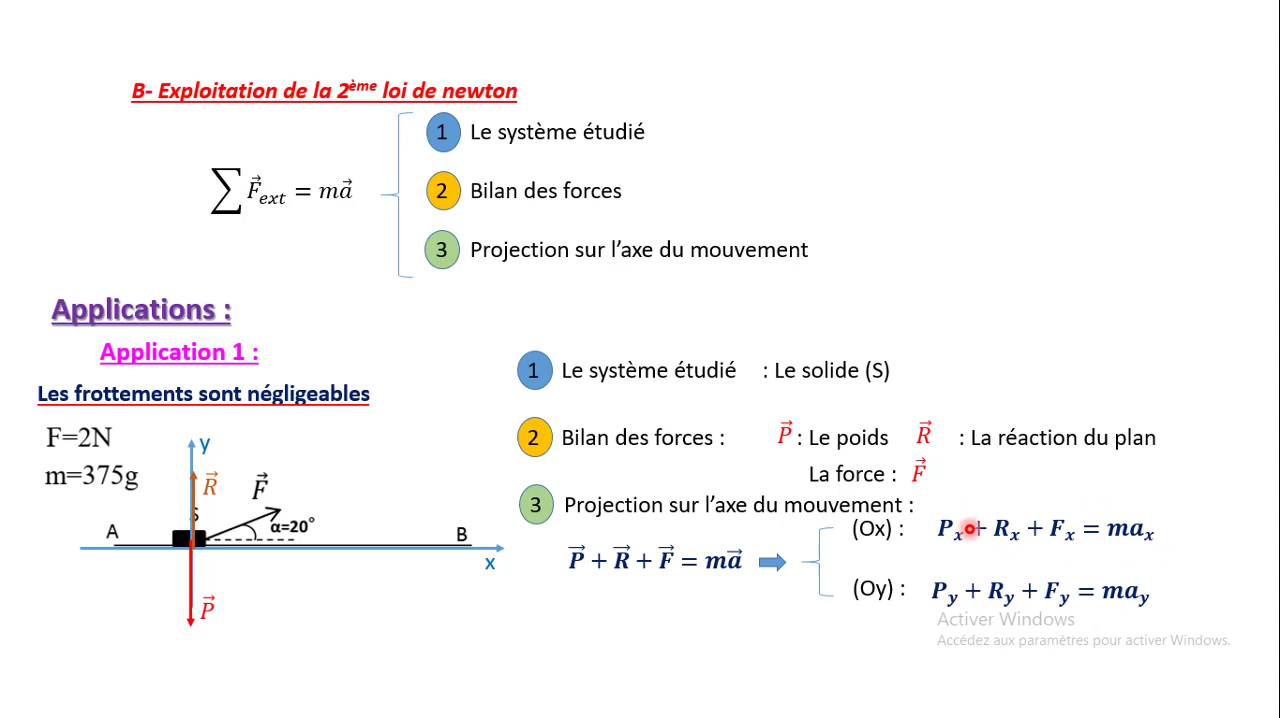 B- Exploitation de la 2ème loi de newton
1 Le système étudié
∑ F⃗ext = ma⃗
2 Bilan des forces
3 Projection sur l'axe du mouvement
Applications :
Application 1 :
Les frottements sont négligeables
F=2N
m=375g
y
R⃗
F⃗
S
α=20°
A
B
x
P⃗
1 Le système étudié : Le solide (S)
2 Bilan des forces : P⃗ : Le poids R⃗ : La réaction du plan
La force : F⃗
3 Projection sur l'axe du mouvement :
(Ox) : Px + Rx + Fx = max
P⃗ + R⃗ + F⃗ = ma⃗
(Oy) : Py + Ry + Fy = may
Activer Windows
Accédez aux paramètres pour activer Windows.